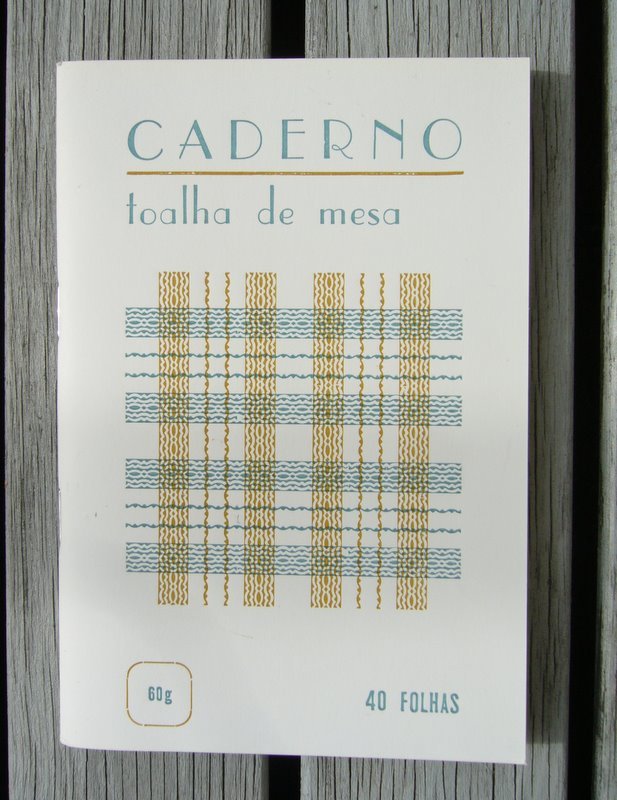 CADERNO
toalha de mesa
60g
40 FOLHAS